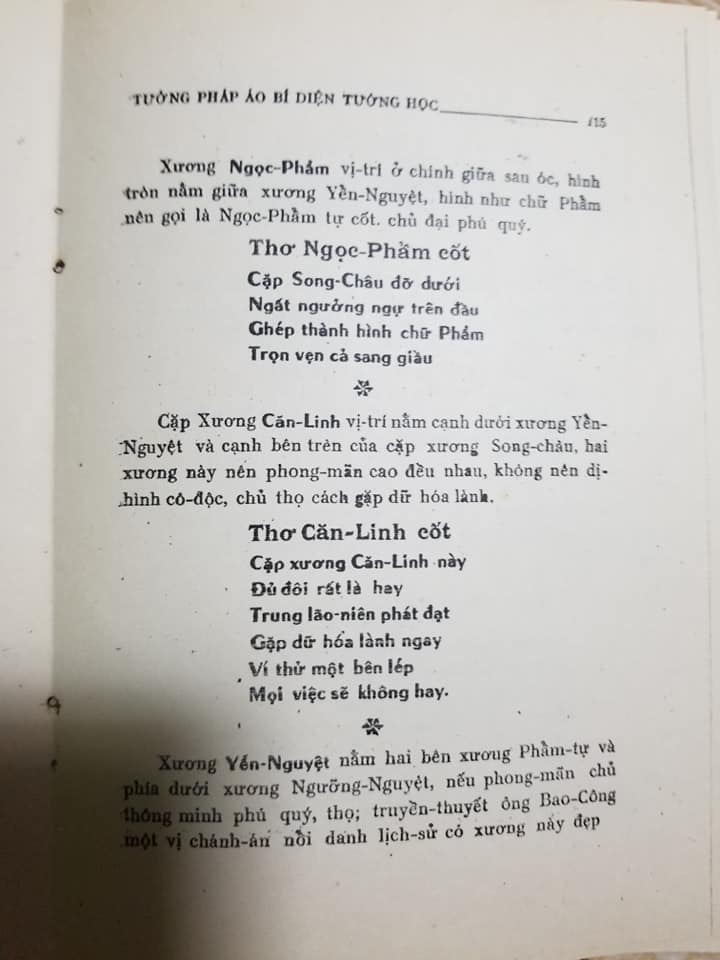 TƯỚNG PHÁP ÁO BÍ DIỆN TƯỚNG HỌC 115
Xương Ngọc-Phẩm vị-trí ở chính giữa sau óc, hình
tròn nằm giữa xương Yền-Nguyệt, hình như chữ Phẩm
nên gọi là Ngọc-Phẩm tự cốt. chủ đại phú quý.
Thơ Ngọc-Phẩm cốt
Cặp Song-Châu đỡ dưới
Ngất ngưởng ngự trên đầu
Ghép thành hình chữ Phẩm
Trọn vẹn cả sang giầu
Cặp Xương Căn-Linh vị-trí nằm cạnh dưới xương Yền-
Nguyệt và cạnh bên trên của cặp xương Song-châu, hai
xương này nên phong-mãn cao đều nhau, không nên dị-
hình cô-độc, chủ thọ cách gặp dữ hóa lành.
Thơ Căn-Linh cốt
Cặp xương Căn-Linh này
Đủ đôi rất là hay
Trung lão-niên phát đạt
Gặp dữ hóa lành ngay
Ví thử một bên lép
Mọi việc sẽ không hay.
Xương Yến-Nguyệt nằm hai bên xương Phẩm-tự và
phía dưới xương Ngưỡng-Nguyệt, nếu phong-mãn chủ
thông minh phú quý, thọ; truyền-thuyết ông Bao-Công
một vị chánh-án nổi danh lịch-sử có xương này đẹp